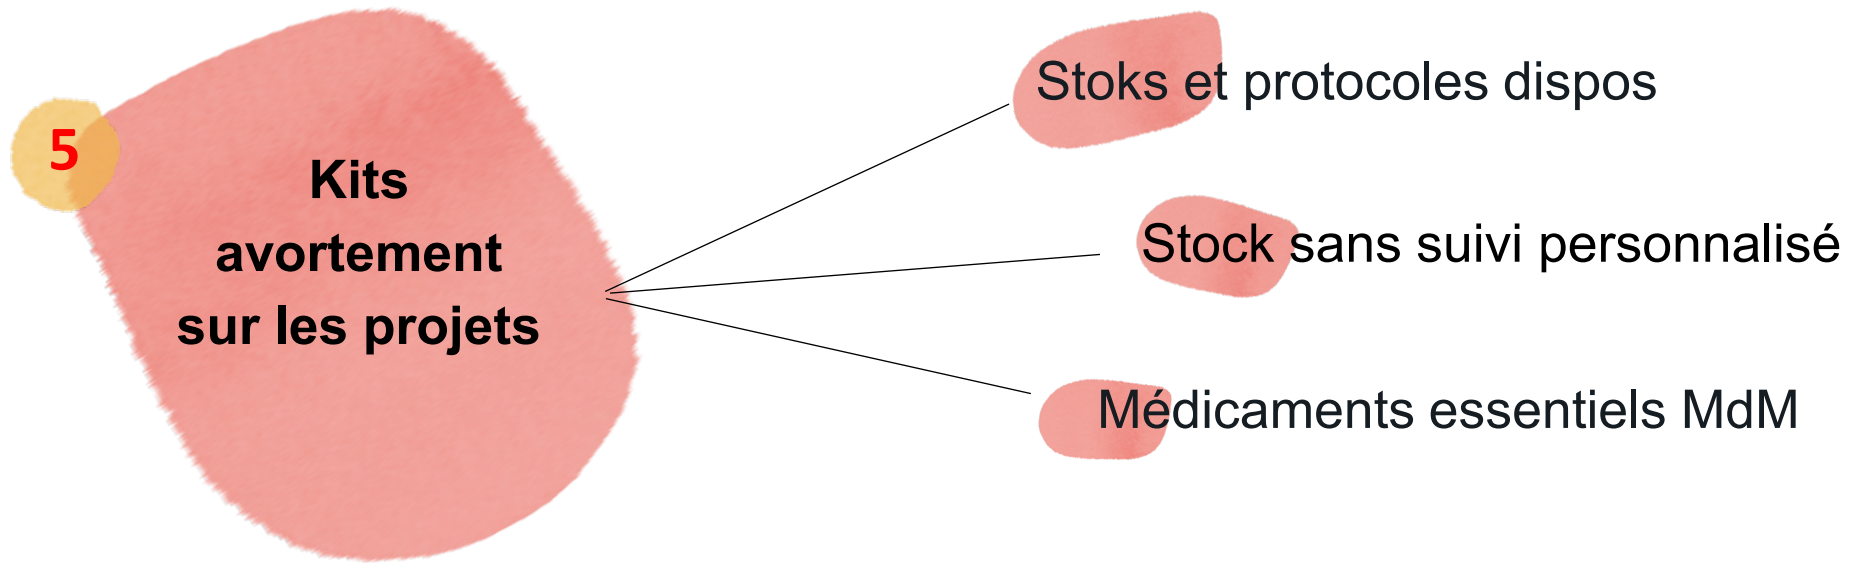 5
Kits
avortement
sur les projets
Stoks et protocoles dispos
Stock sans suivi personnalisé
Médicaments essentiels MdM